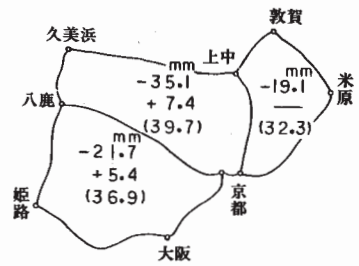 敦賀
久美浜
上中
mm
-35.1
+7.4
(39.7)
mm
-19.1
(32.3)
米原
八鹿
mm
-21.7
+5.4
(36.9)
姫路
京都
大阪